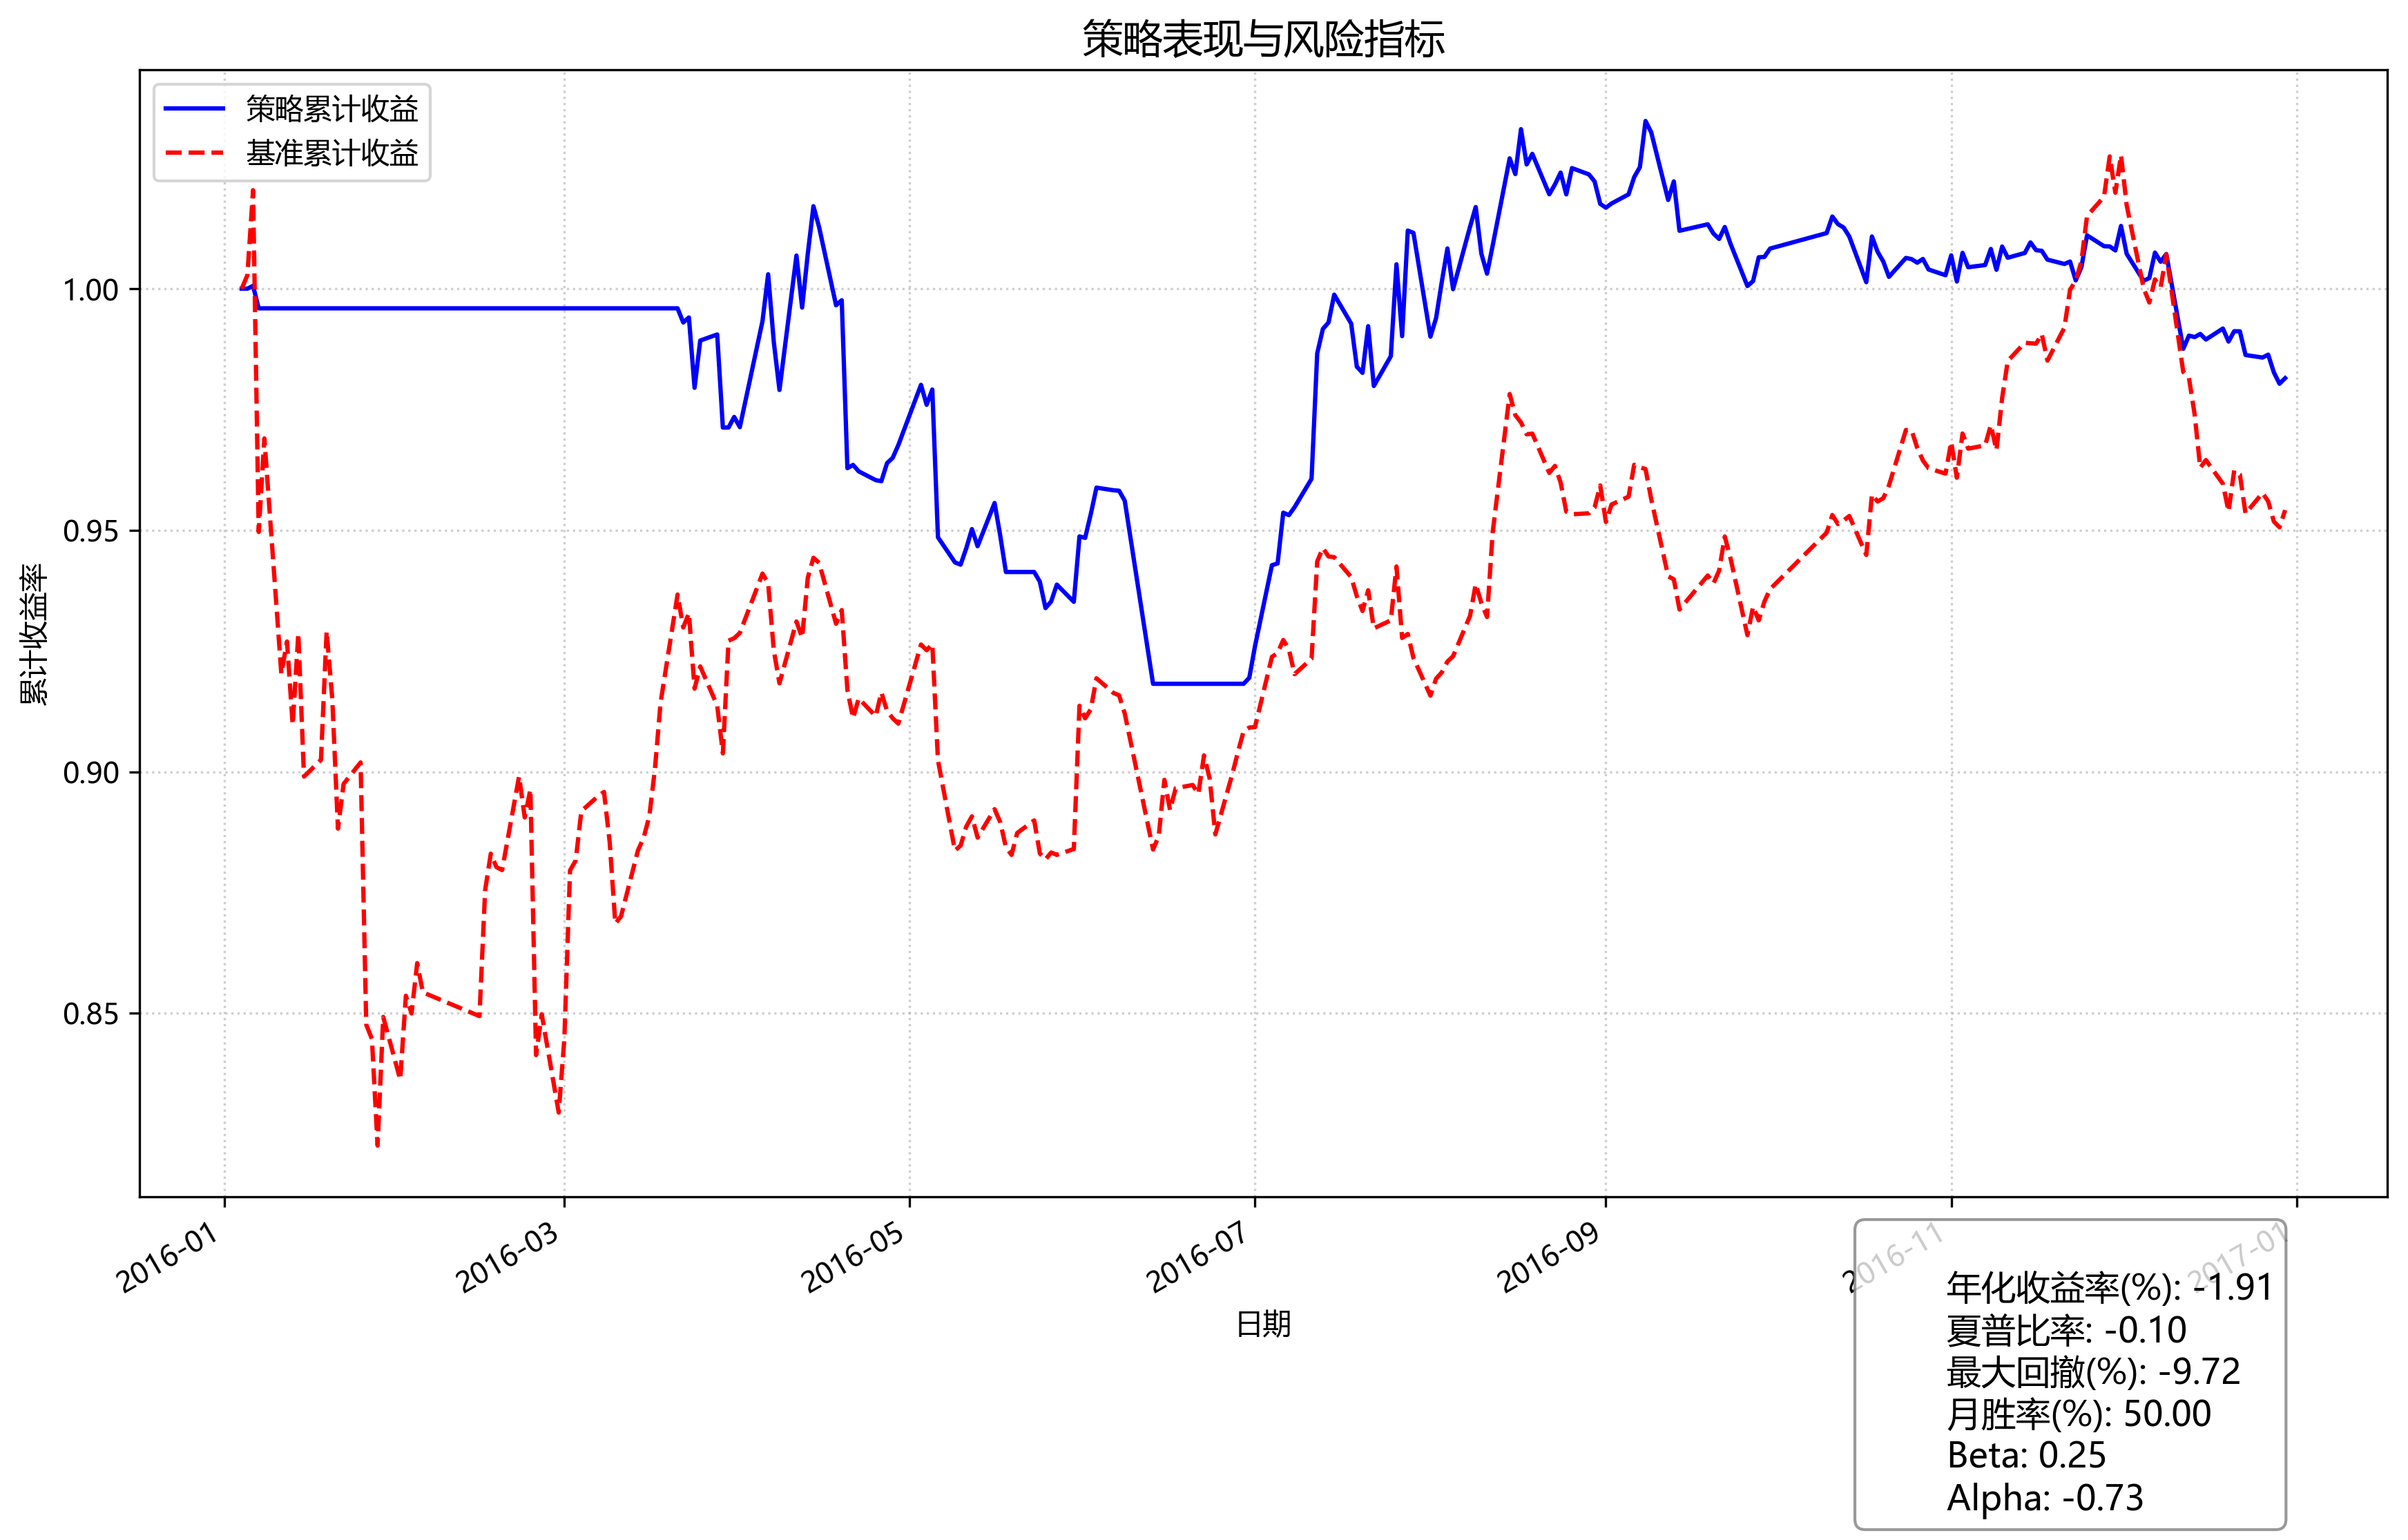 策略表现与风险指标
策略累计收益
基准累计收益
累计收益率
1.00
0.95
0.90
0.85
2016-01
2016-03
2016-05
2016-07
2016-09
2016-11
2017-01
日期
年化收益率(%): -1.91
夏普比率: -0.10
最大回撤(%): -9.72
月胜率(%): 50.00
Beta: 0.25
Alpha: -0.73